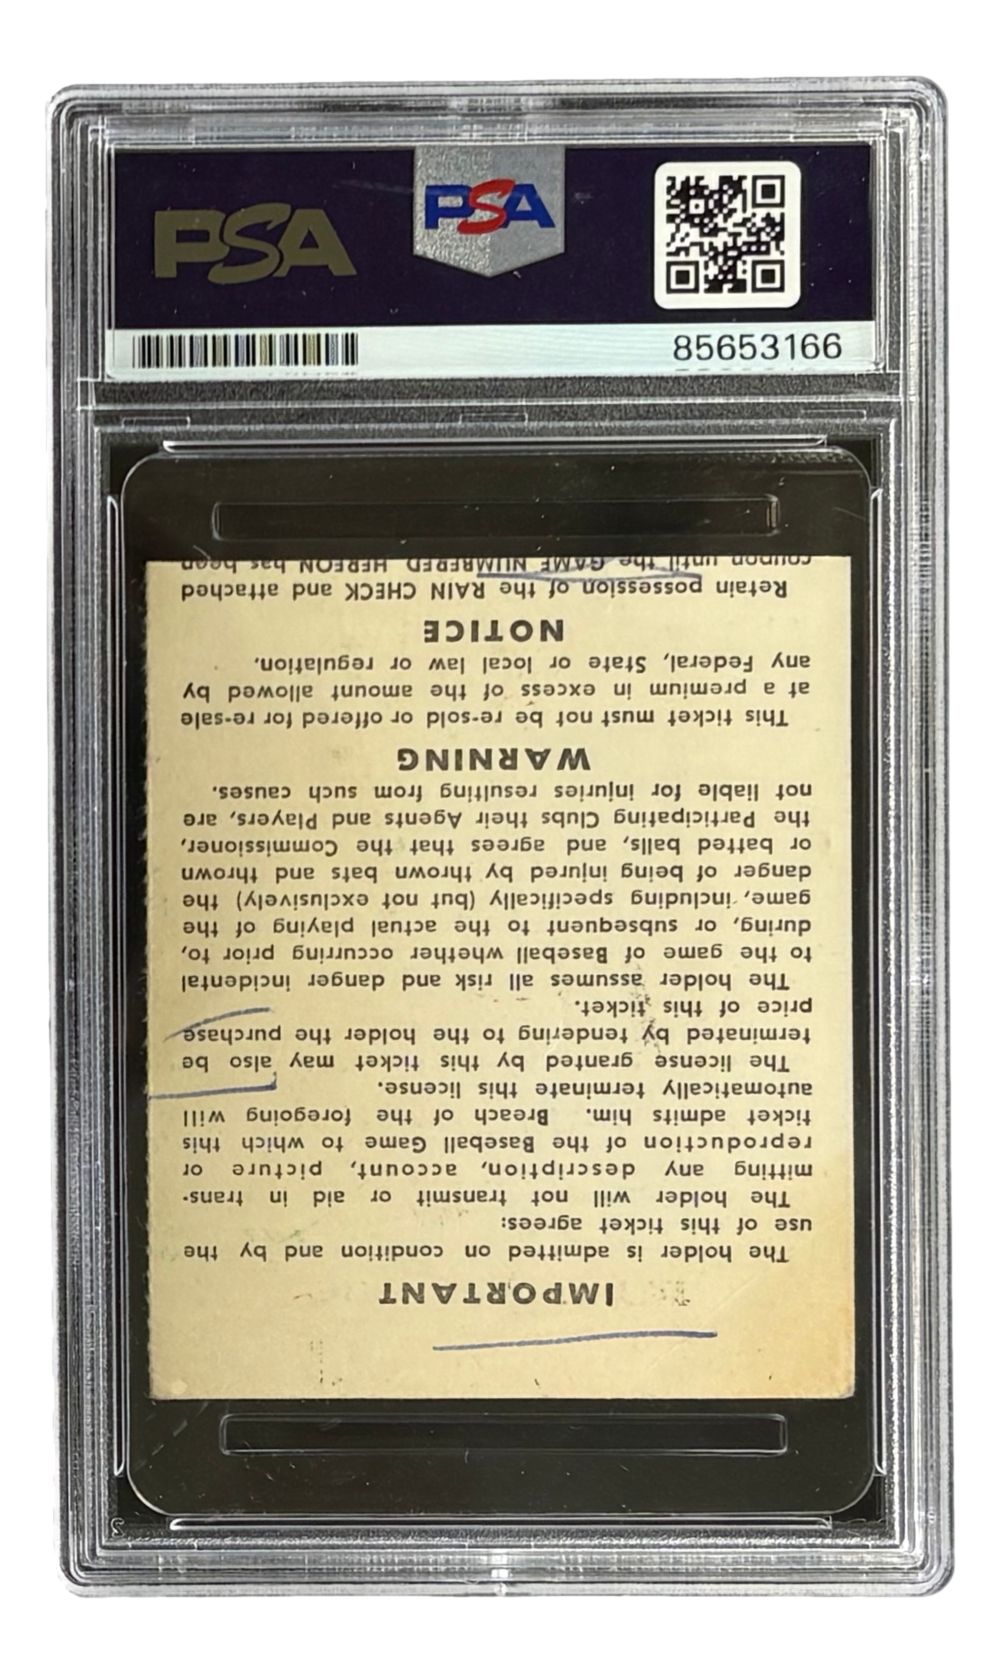 PSA
PSA
85653166
IMPORTANT
The holder is admitted on condition and by the
use of this ticket agrees:
The holder will not transmit or aid in trans-
mitting any description, account, picture or
reproduction of the Baseball Game to which this
ticket admits him. Breach of the foregoing will
automatically terminate this license.
The license granted by this ticket may also be
terminated by tendering to the holder the purchase
price of this ticket.
The holder assumes all risk and danger incidental
to the game of Baseball whether occurring prior to,
during, or subsequent to the actual playing of the
game, including specifically (but not exclusively) the
danger of being injured by thrown bats and thrown
or batted balls, and agrees that the Commissioner,
the Participating Clubs their Agents and Players, are
not liable for injuries resulting from such causes.
WARNING
This ticket must not be re-sold or offered for re-sale
at a premium in excess of the amount allowed by
any Federal, State or local law or regulation.
NOTICE
Retain possession of the RAIN CHECK and attached
coupon until the GAME NUMBERED HEREON has been